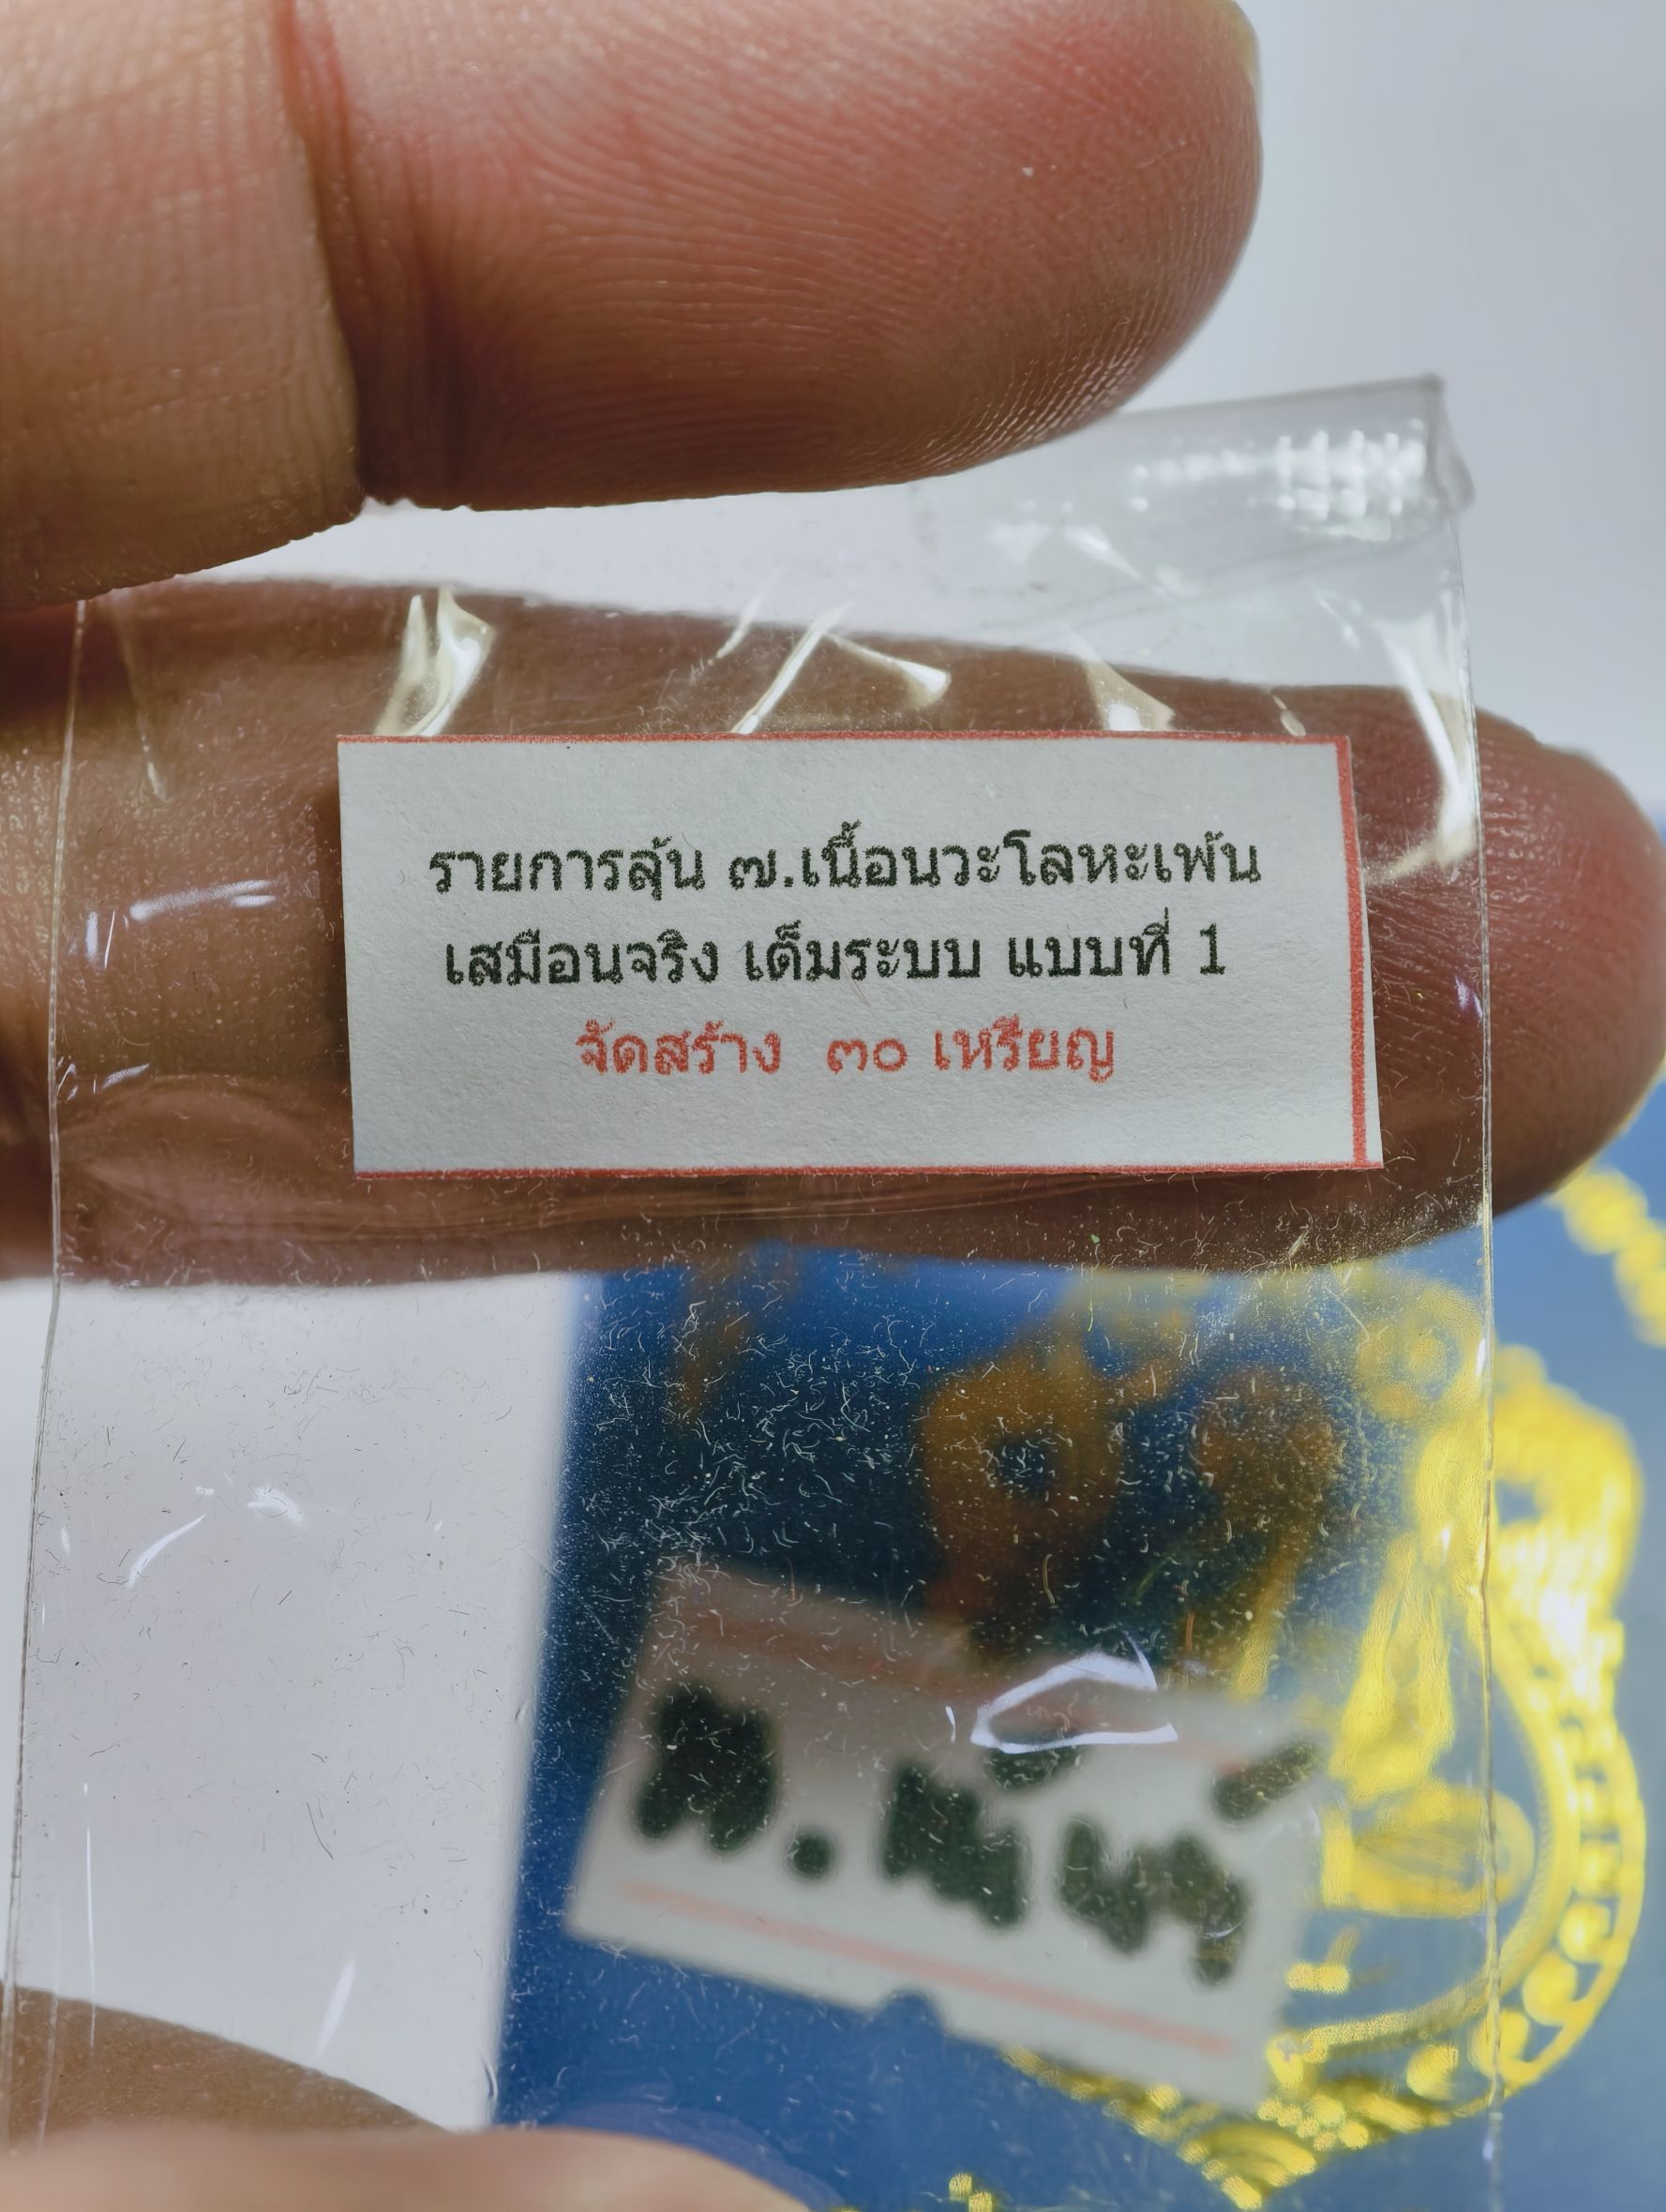 รายการลุ้น ๗.เนื้อนวะโลหะเพ้น
เสมือนจริง เต็มระบบ แบบที่ 1
จัดสร้าง ๓๐ เหรียญ